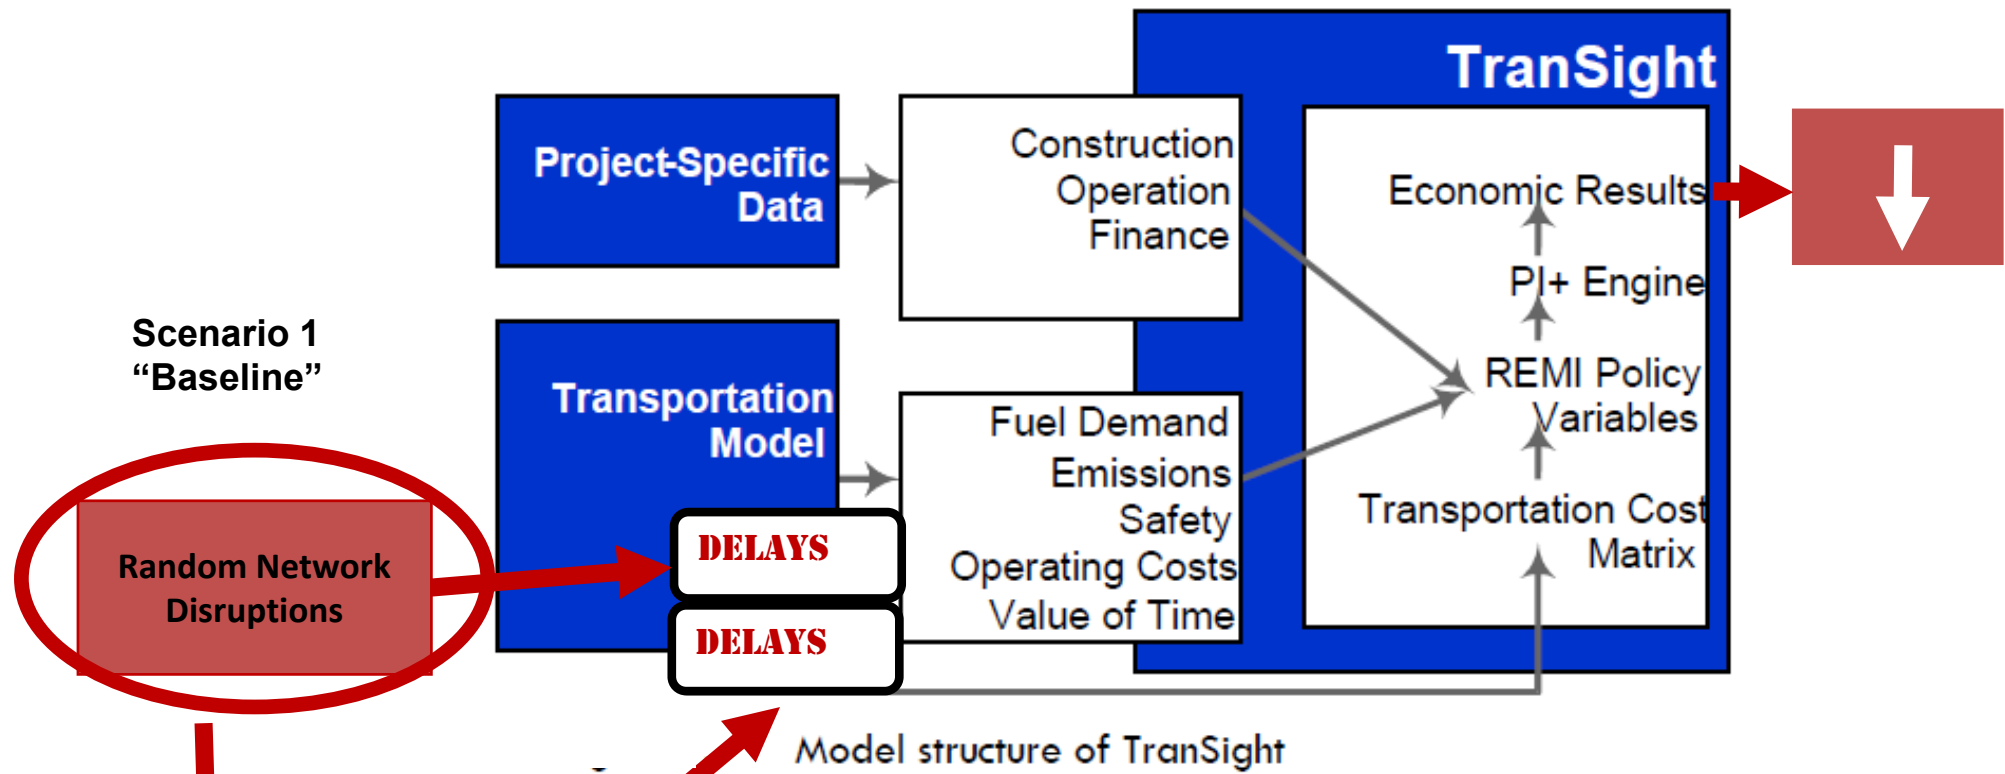 TranSight
Project-Specific
Data
Construction
Operation
Finance
Economic Results
PI+ Engine
REMI Policy
Variables
Transportation Cost
Matrix
Scenario 1
“Baseline”
Transportation
Model
Fuel Demand
Emissions
Safety
Operating Costs
Value of Time
Random Network
Disruptions
DELAYS
DELAYS
Model structure of TranSight